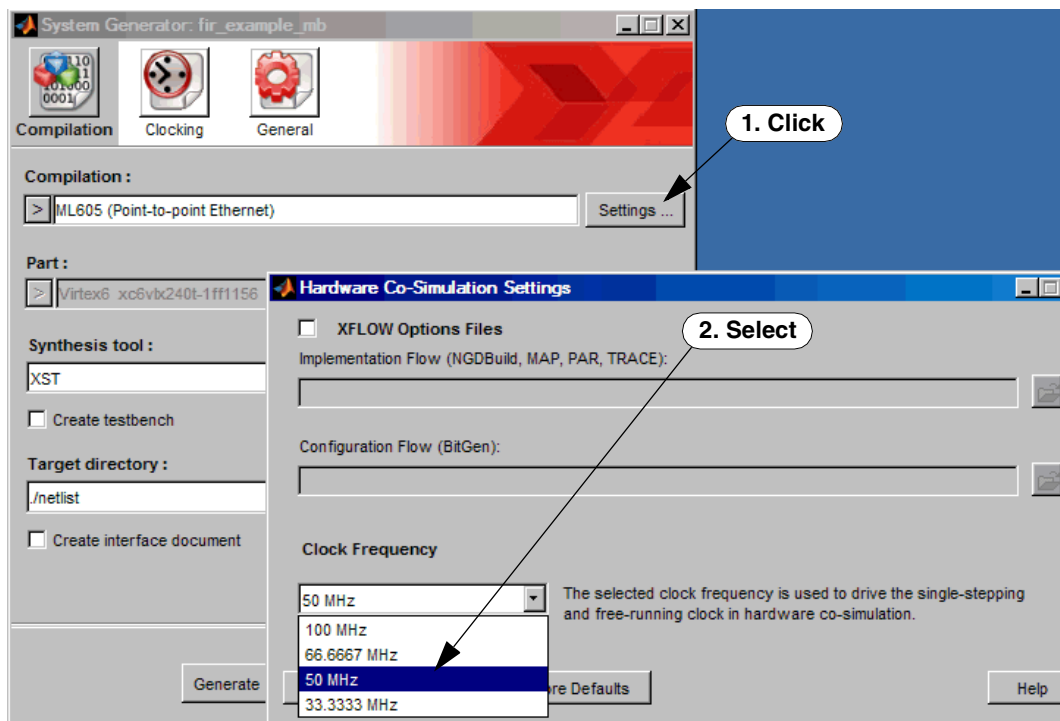 System Generator: fir_example_mb
Compilation
Clocking
General
1. Click
Compilation :
> ML605 (Point-to-point Ethernet)
Settings ...
Part :
> Virtex6 xc6vlx240t-1ff1156
Hardware Co-Simulation Settings
XFLOW Options Files
2. Select
Implementation Flow (NGDBuild, MAP, PAR, TRACE):
Synthesis tool :
XST
Create testbench
Configuration Flow (BitGen):
Target directory :
./netlist
Create interface document
Clock Frequency
50 MHz
The selected clock frequency is used to drive the single-stepping
and free-running clock in hardware co-simulation.
100 MHz
66.6667 MHz
50 MHz
33.3333 MHz
Generate
Defaults
Help